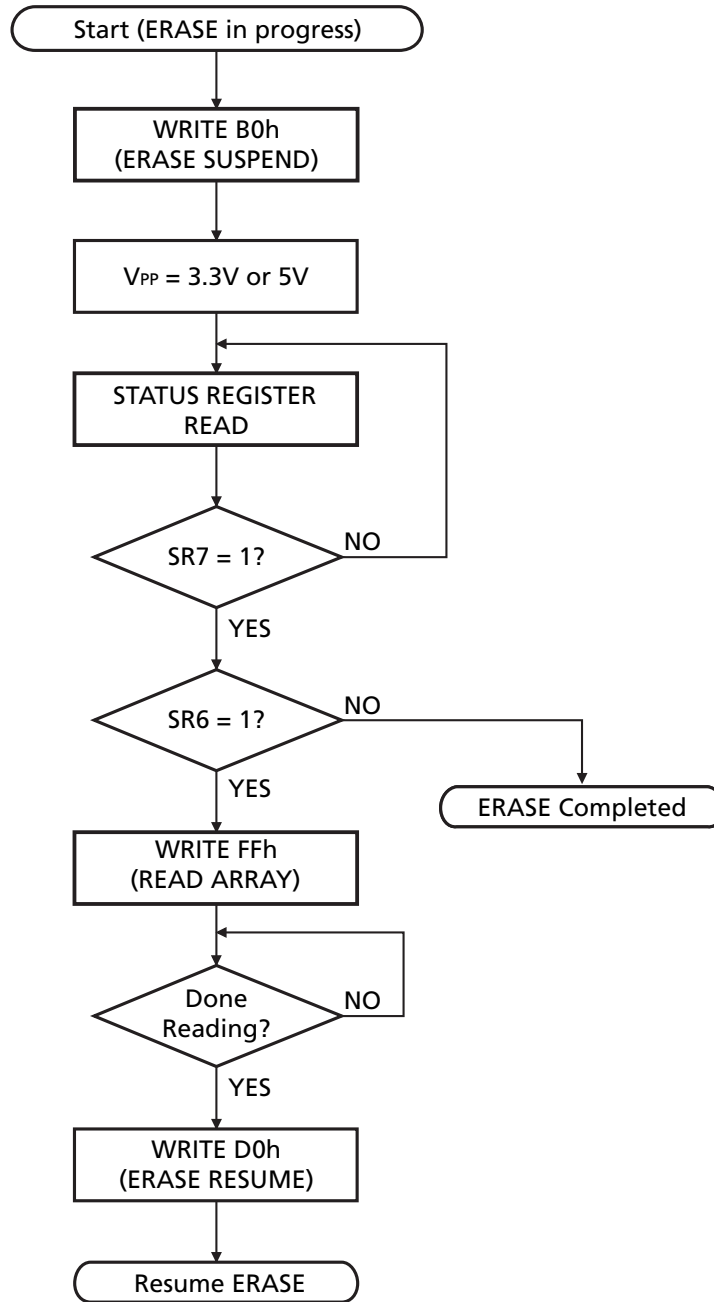 Start (ERASE in progress)
WRITE B0h
(ERASE SUSPEND)
VPP = 3.3V or 5V
STATUS REGISTER
READ
SR7 = 1?
NO
YES
SR6 = 1?
NO
YES
ERASE Completed
WRITE FFh
(READ ARRAY)
Done
Reading?
NO
YES
WRITE D0h
(ERASE RESUME)
Resume ERASE